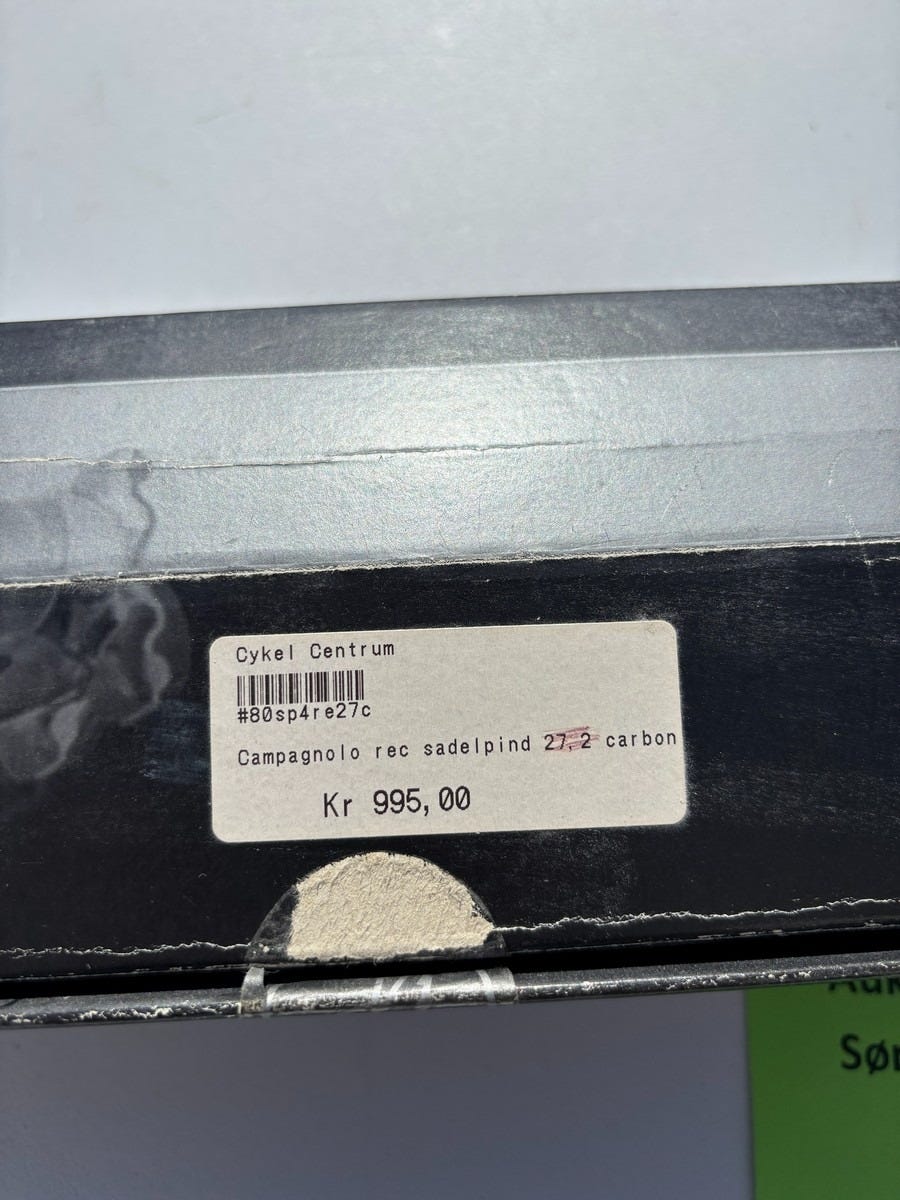 Cykel Centrum
#80sp4re27c
Campagnolo rec sadelpind 27,2 carbon
Kr 995,00